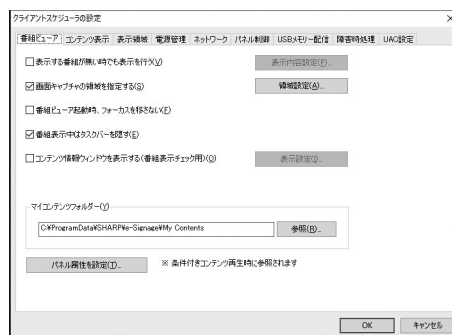 クライアントスケジューラの設定
番組ビューア コンテンツ表示 表示領域 電源管理 ネットワーク パネル制御 USBメモリー配信 障害時処理 UAC設定
表示する番組が無い時でも表示を行う(V) 表示内容設定(P)...
画面キャプチャの領域を指定する(S) 領域設定(A)...
番組ビューア起動時、フォーカスを移さない(F)
番組表示中はタスクバーを隠す(E)
コンテンツ情報ウィンドウを表示する(番組表示チェック用)(O) 表示設定(I)...
マイコンテンツフォルダー(Y)
C:¥ProgramData¥SHARP¥e-Signage¥My Contents 参照(R)...
パネル属性を設定(T)... ※ 条件付きコンテンツ再生時に参照されます
OK キャンセル